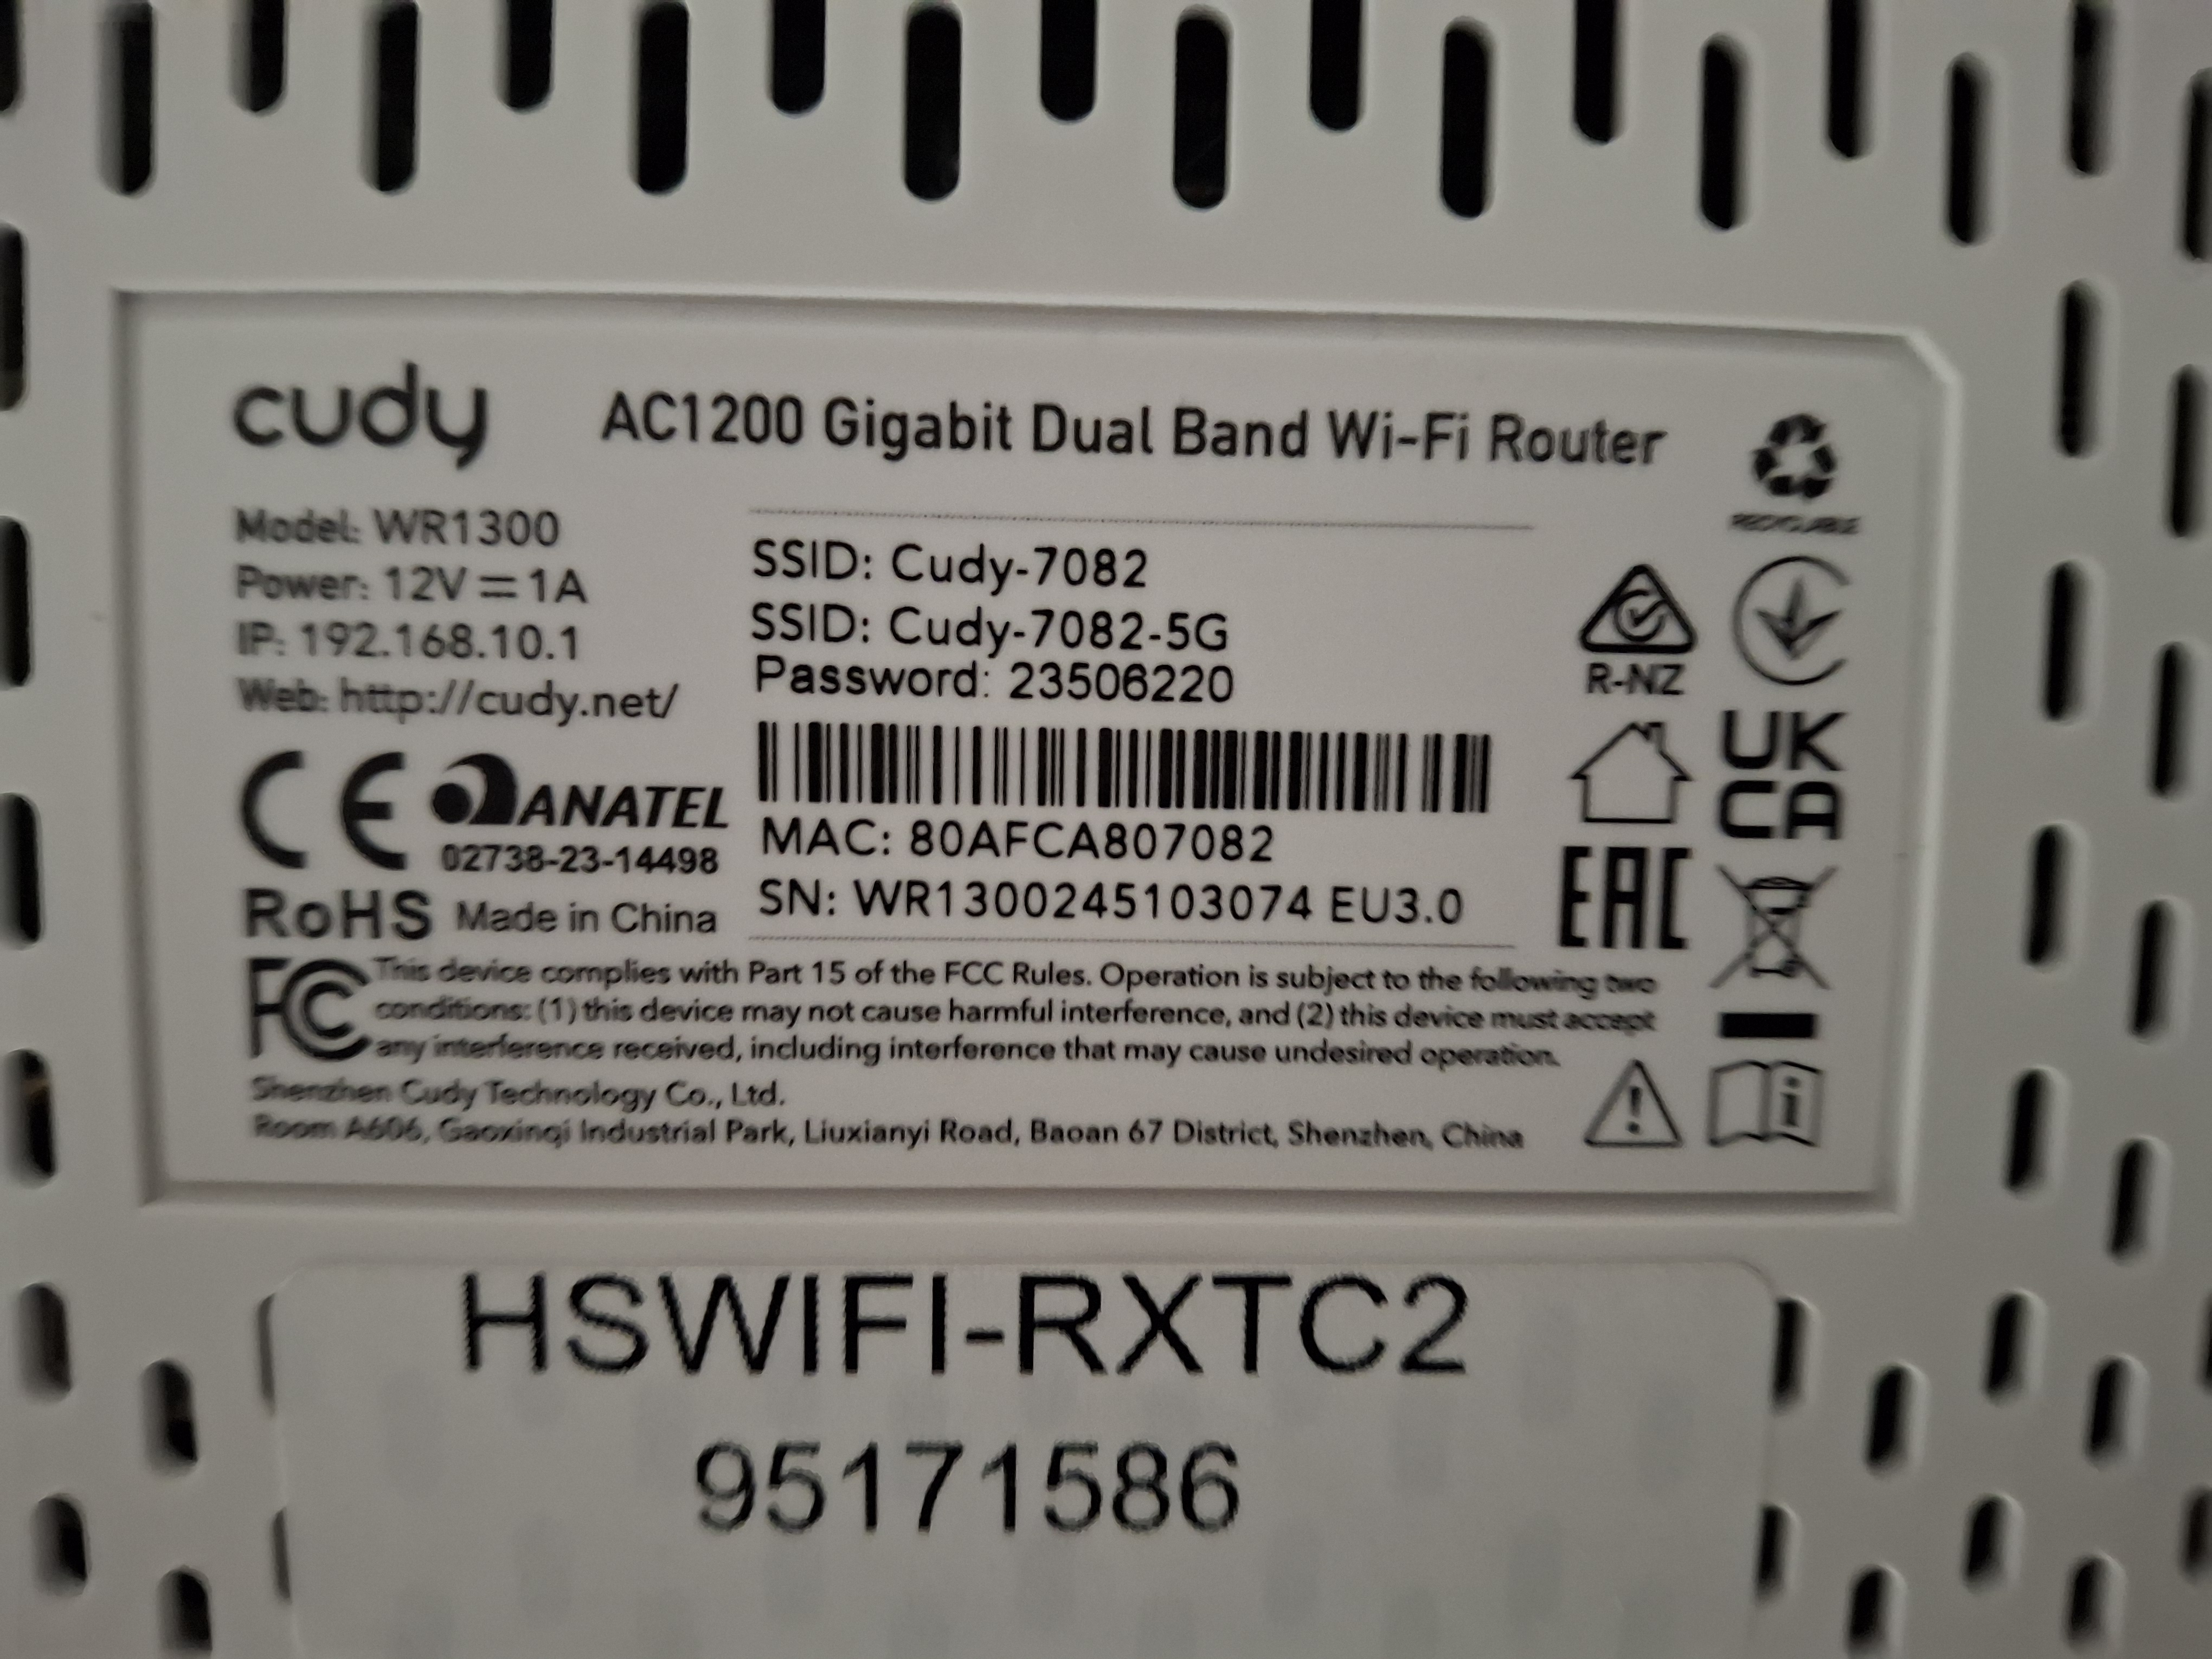 cudy AC1200 Gigabit Dual Band Wi-Fi Router
RECYCLABLE
Model: WR1300
Power: 12V⎓1A
IP: 192.168.10.1
Web: http://cudy.net/
SSID: Cudy-7082
SSID: Cudy-7082-5G
Password: 23506220
R-NZ
CE
ANATEL
02738-23-14498
RoHS Made in China
MAC: 80AFCA807082
SN: WR1300245103074 EU3.0
UK
CA
EAC
FC
This device complies with Part 15 of the FCC Rules. Operation is subject to the following two
conditions: (1) this device may not cause harmful interference, and (2) this device must accept
any interference received, including interference that may cause undesired operation.
Shenzhen Cudy Technology Co., Ltd.
Room A606, Gaoxinqi Industrial Park, Liuxianyi Road, Baoan 67 District, Shenzhen, China
HSWIFI-RXTC2
95171586